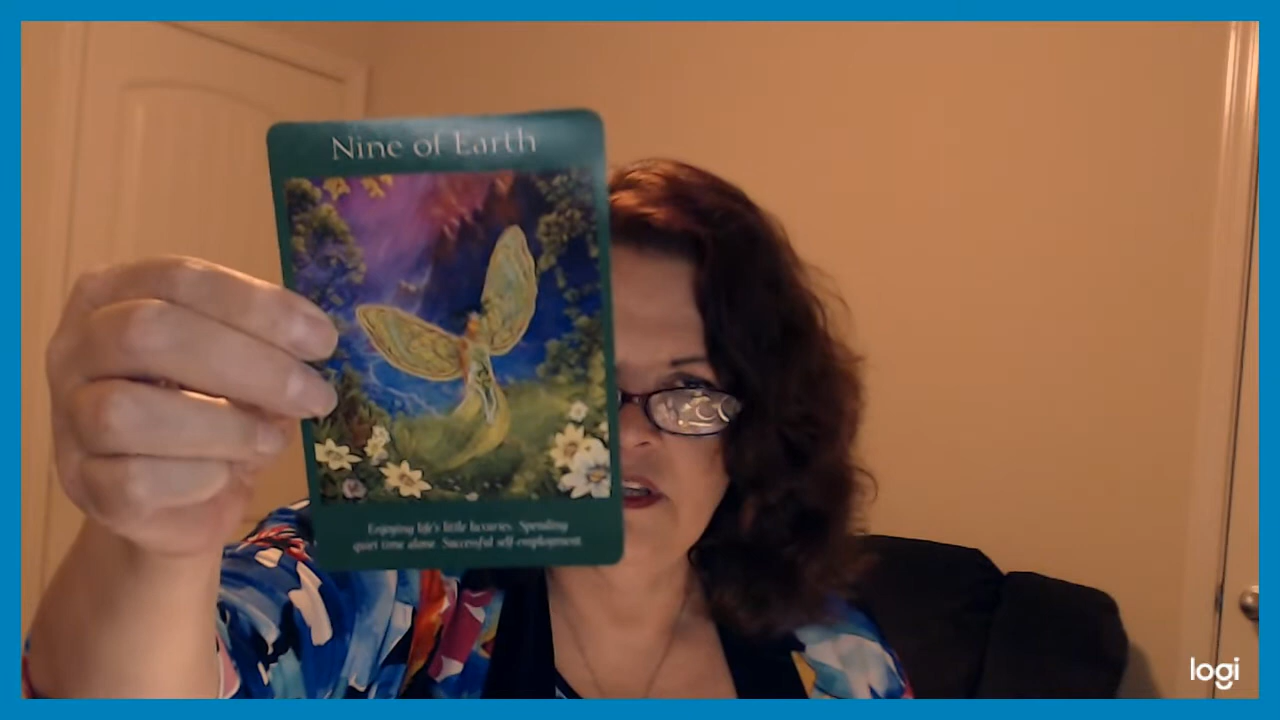 Nine of Earth
Enjoying life's little luxuries. Spending
quiet time alone. Successful self-employment.
logi